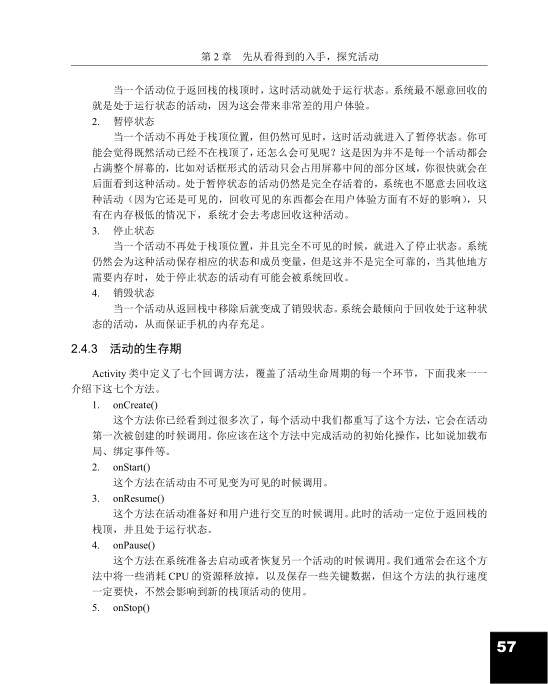 第 2 章 先从看得到的入手，探究活动
当一个活动位于返回栈的栈顶时，这时活动就处于运行状态。系统最不愿意回收的
就是处于运行状态的活动，因为这会带来非常差的用户体验。
2. 暂停状态
当一个活动不再处于栈顶位置，但仍然可见时，这时活动就进入了暂停状态。你可
能会觉得既然活动已经不在栈顶了，还怎么会可见呢？这是因为并不是每一个活动都会
占满整个屏幕的，比如对话框形式的活动只会占用屏幕中间的部分区域，你很快就会在
后面看到这种活动。处于暂停状态的活动仍然是完全存活着的，系统也不愿意去回收这
种活动（因为它还是可见的，回收可见的东西都会在用户体验方面有不好的影响），只
有在内存极低的情况下，系统才会去考虑回收这种活动。
3. 停止状态
当一个活动不再处于栈顶位置，并且完全不可见的时候，就进入了停止状态。系统
仍然会为这种活动保存相应的状态和成员变量，但是这并不是完全可靠的，当其他地方
需要内存时，处于停止状态的活动有可能会被系统回收。
4. 销毁状态
当一个活动从返回栈中移除后就变成了销毁状态。系统会最倾向于回收处于这种状
态的活动，从而保证手机的内存充足。
2.4.3 活动的生存期
Activity 类中定义了七个回调方法，覆盖了活动生命周期的每一个环节，下面我来一一
介绍下这七个方法。
1. onCreate()
这个方法你已经看到过很多次了，每个活动中我们都重写了这个方法，它会在活动
第一次被创建的时候调用。你应该在这个方法中完成活动的初始化操作，比如说加载布
局、绑定事件等。
2. onStart()
这个方法在活动由不可见变为可见的时候调用。
3. onResume()
这个方法在活动准备好和用户进行交互的时候调用。此时的活动一定位于返回栈的
栈顶，并且处于运行状态。
4. onPause()
这个方法在系统准备去启动或者恢复另一个活动的时候调用。我们通常会在这个方
法中将一些消耗 CPU 的资源释放掉，以及保存一些关键数据，但这个方法的执行速度
一定要快，不然会影响到新的栈顶活动的使用。
5. onStop()
57